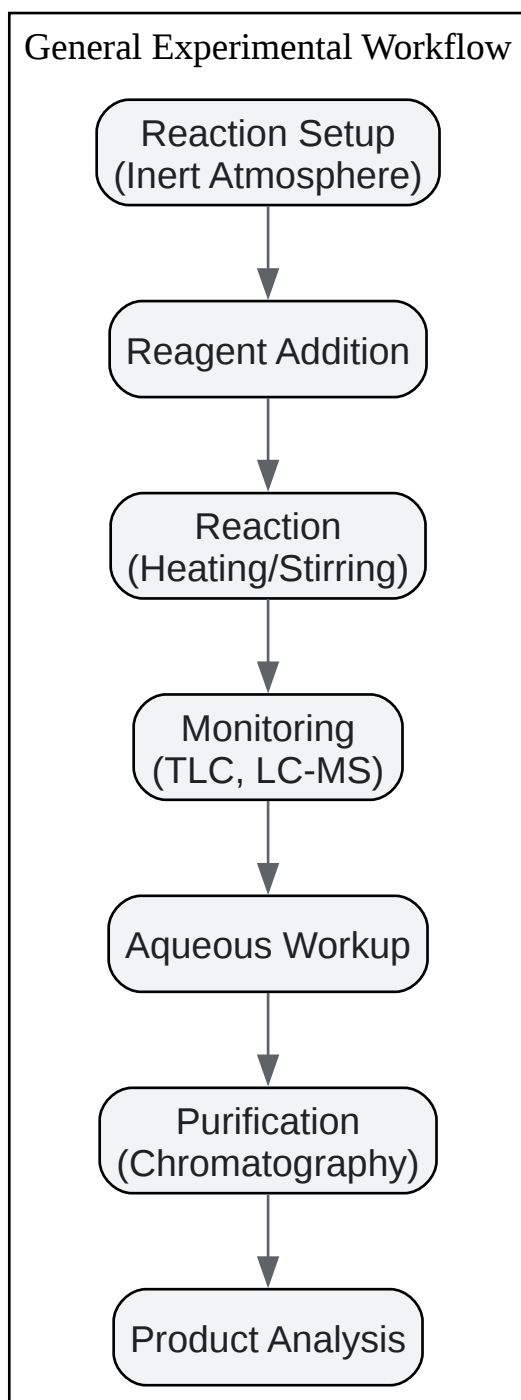 General Experimental Workflow
Reaction Setup
(Inert Atmosphere)
Reagent Addition
Reaction
(Heating/Stirring)
Monitoring
(TLC, LC-MS)
Aqueous Workup
Purification
(Chromatography)
Product Analysis